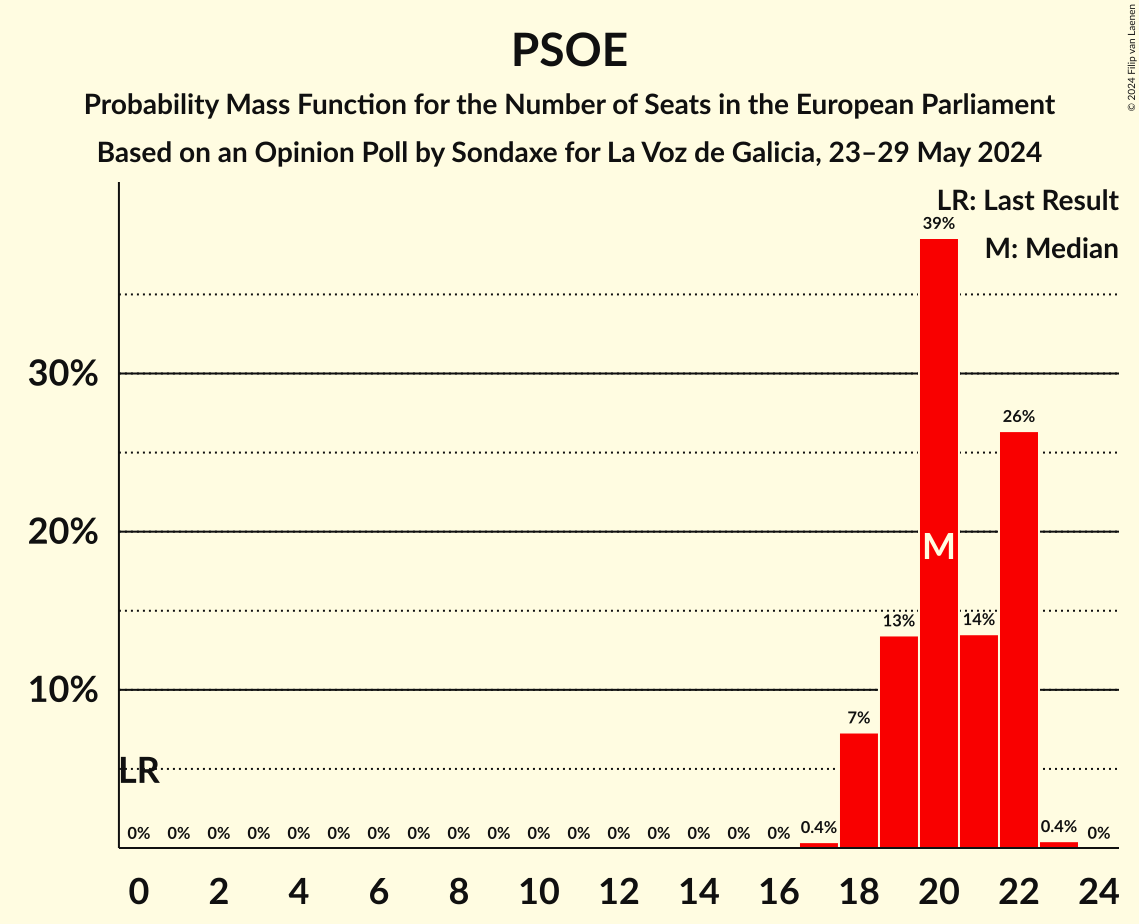 PSOE
Probability Mass Function for the Number of Seats in the European Parliament
Based on an Opinion Poll by Sondaxe for La Voz de Galicia, 23–29 May 2024
© 2024 Filip van Laenen
LR: Last Result
M: Median
39%
30%
26%
20%
M
13%
14%
10%
7%
LR
0% 0% 0% 0% 0% 0% 0% 0% 0% 0% 0% 0% 0% 0% 0% 0% 0% 0.4% 0.4% 0%
0 2 4 6 8 10 12 14 16 18 20 22 24